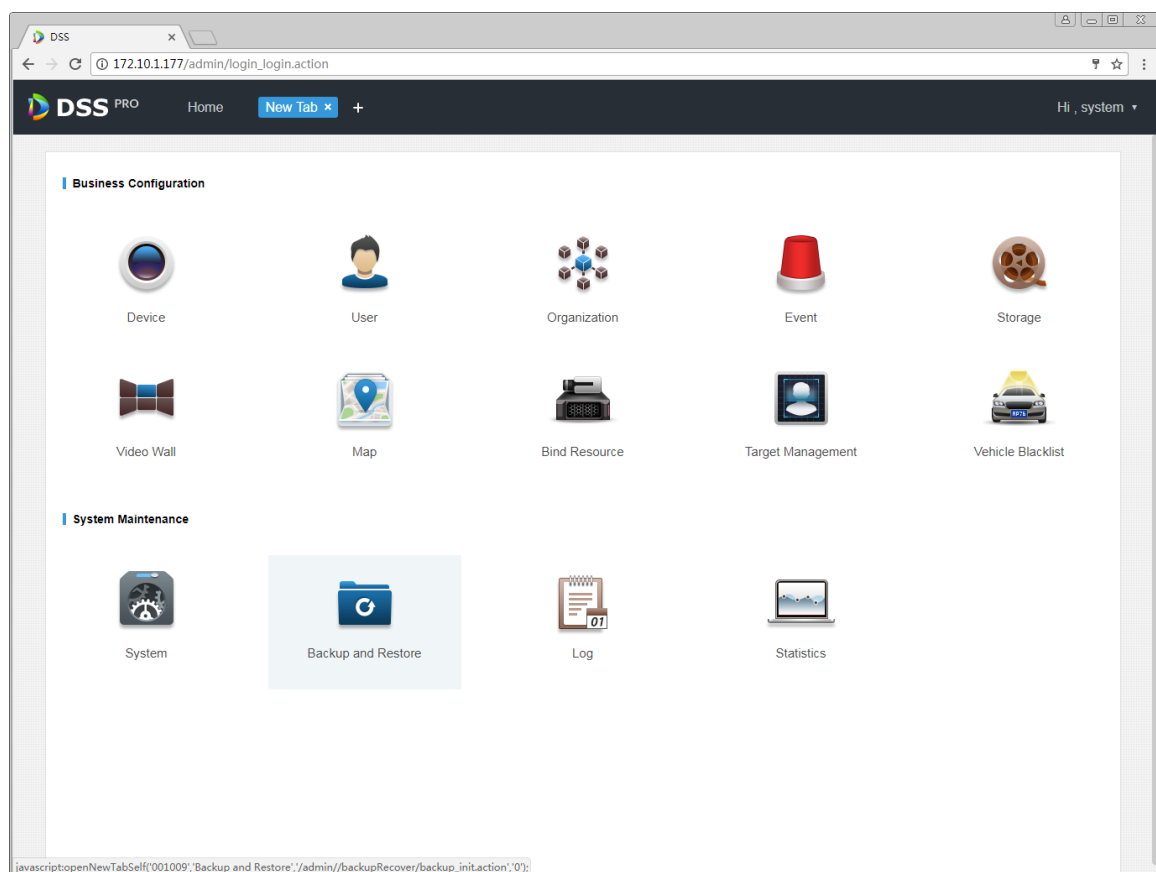 DSS
172.10.1.177/admin/login_login.action
DSS PRO Home New Tab × + Hi , system
Business Configuration
Device User Organization Event Storage
Video Wall Map Bind Resource Target Management Vehicle Blacklist
System Maintenance
01
System Backup and Restore Log Statistics
javascript:openNewTabSelf('001009','Backup and Restore','/admin//backupRecover/backup_init.action','0');